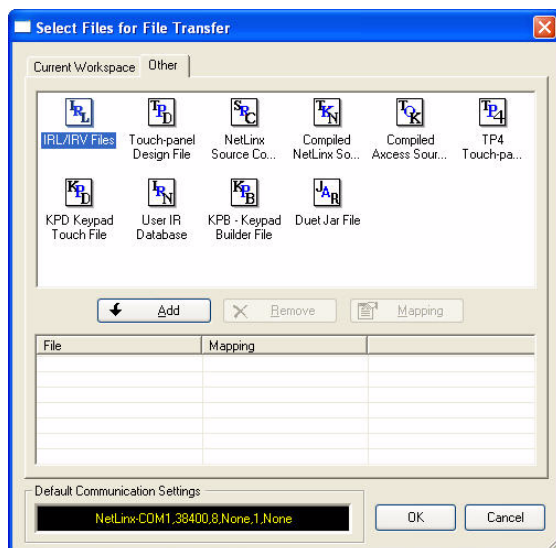 Select Files for File Transfer
Current Workspace Other
IRL TPD SRC TKN TOK TP4
IRL/IRV Files Touch-panel Design File NetLinx Source Co... Compiled NetLinx So... Compiled Axcess Sour... TP4 Touch-pa...
KPD IRN KPB JAR
KPD Keypad Touch File User IR Database KPB - Keypad Builder File Duet Jar File
Add Remove Mapping
File Mapping
Default Communication Settings
NetLinx-COM1,38400,8,None,1,None
OK Cancel